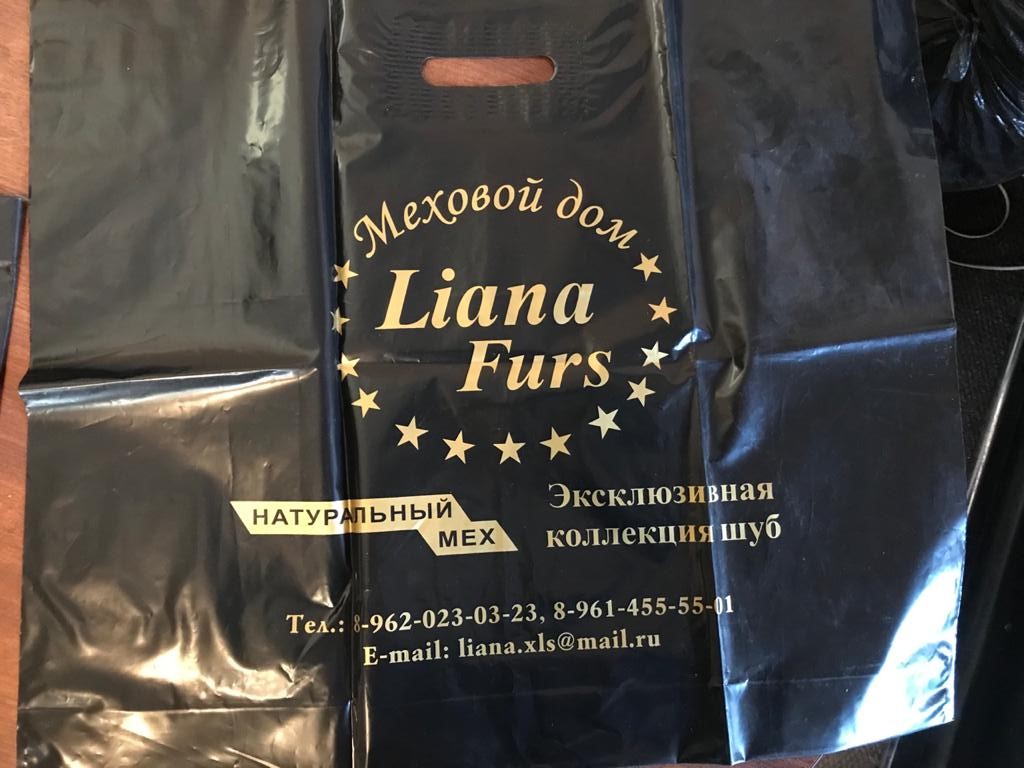 Меховой дом
Liana
Furs
НАТУРАЛЬНЫЙ
МЕХ
Эксклюзивная
коллекция шуб
Тел.: 8-962-023-03-23, 8-961-455-55-01
E-mail: liana.xls@mail.ru